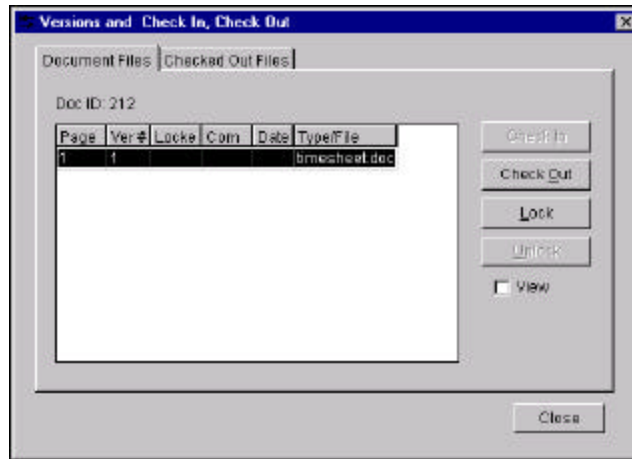 Versions and Check In, Check Out
Document Files Checked Out Files
Doc ID: 212
Page Ver# Locke Com Date Type/File
1 1 bmesheet.doc
Check In
Check Out
Lock
Unlock
View
Close